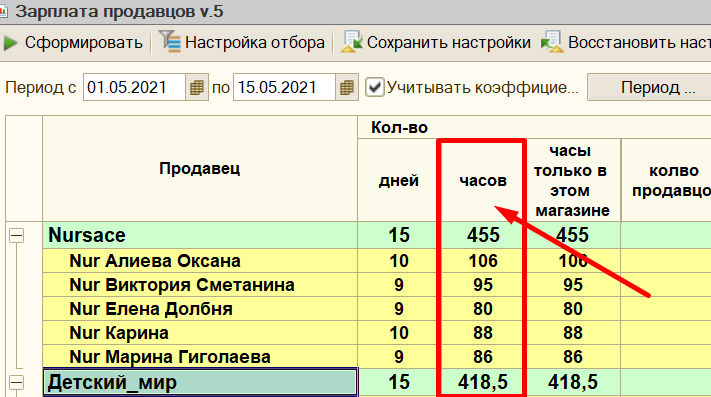 Зарплата продавцов v.5
Сформировать Настройка отбора Сохранить настройки Восстановить наст
Период с 01.05.2021 по 15.05.2021 Учитывать коэффицие... Период ...
Кол-во
Продавец дней часов часы только в этом магазине колво продавцо
Nursace 15 455 455
Nur Алиева Оксана 10 106 106
Nur Виктория Сметанина 9 95 95
Nur Елена Долбня 9 80 80
Nur Карина 10 88 88
Nur Марина Гиголаева 9 86 86
Детский_мир 15 418,5 418,5